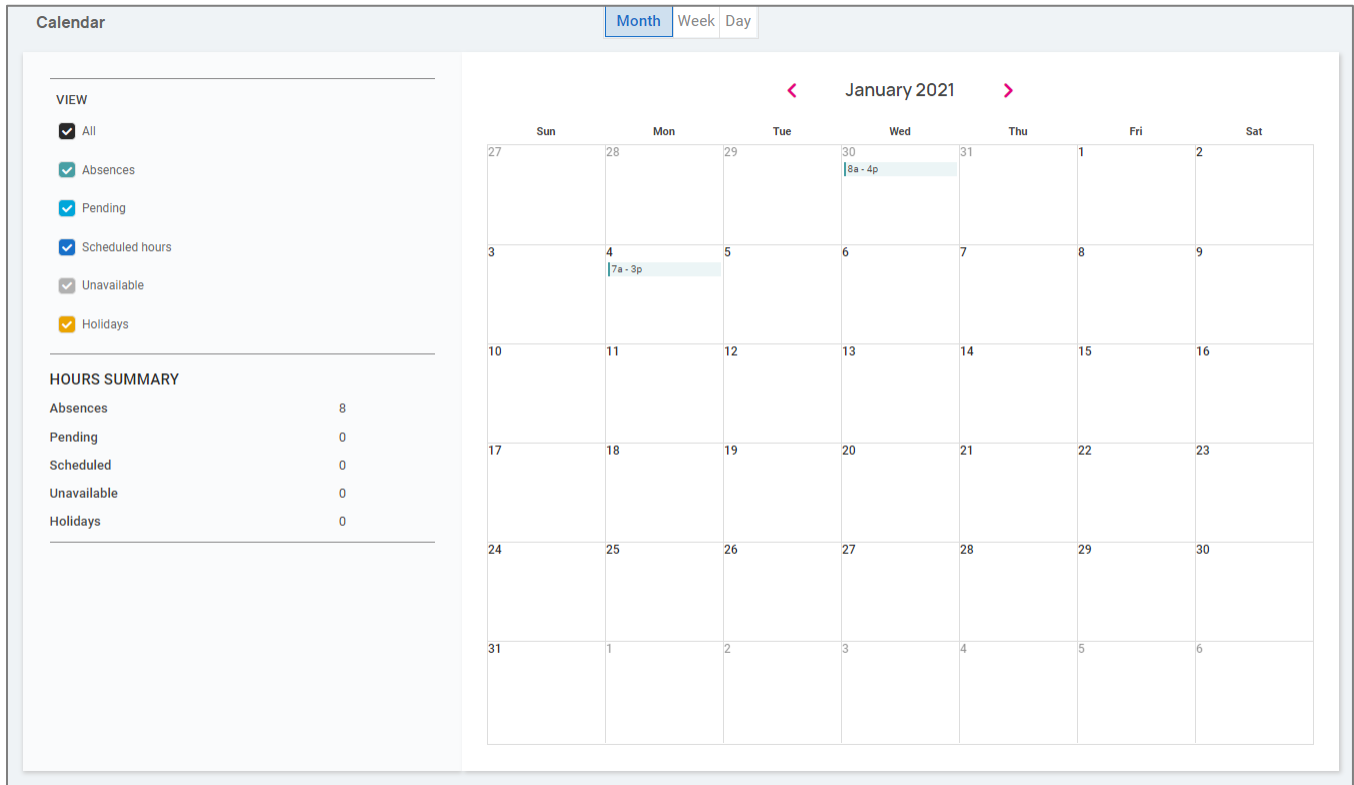 Calendar
Month Week Day
VIEW
All
Absences
Pending
Scheduled hours
Unavailable
Holidays
HOURS SUMMARY
Absences 8
Pending 0
Scheduled 0
Unavailable 0
Holidays 0
January 2021
Sun Mon Tue Wed Thu Fri Sat
27 28 29 30 31 1 2
8a - 4p
3 4 5 6 7 8 9
7a - 3p
10 11 12 13 14 15 16
17 18 19 20 21 22 23
24 25 26 27 28 29 30
31 1 2 3 4 5 6